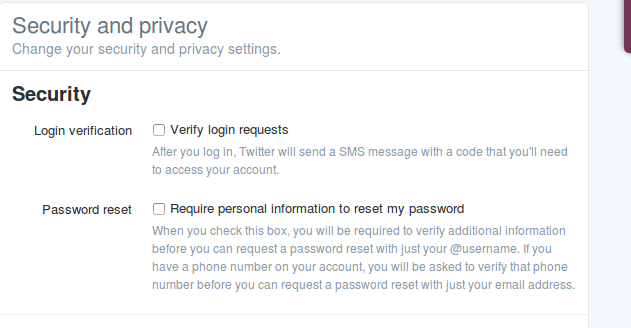 Security and privacy
Change your security and privacy settings.
Security
Login verification
Verify login requests
After you log in, Twitter will send a SMS message with a code that you'll need
to access your account.
Password reset
Require personal information to reset my password
When you check this box, you will be required to verify additional information
before you can request a password reset with just your @username. If you
have a phone number on your account, you will be asked to verify that phone
number before you can request a password reset with just your email address.